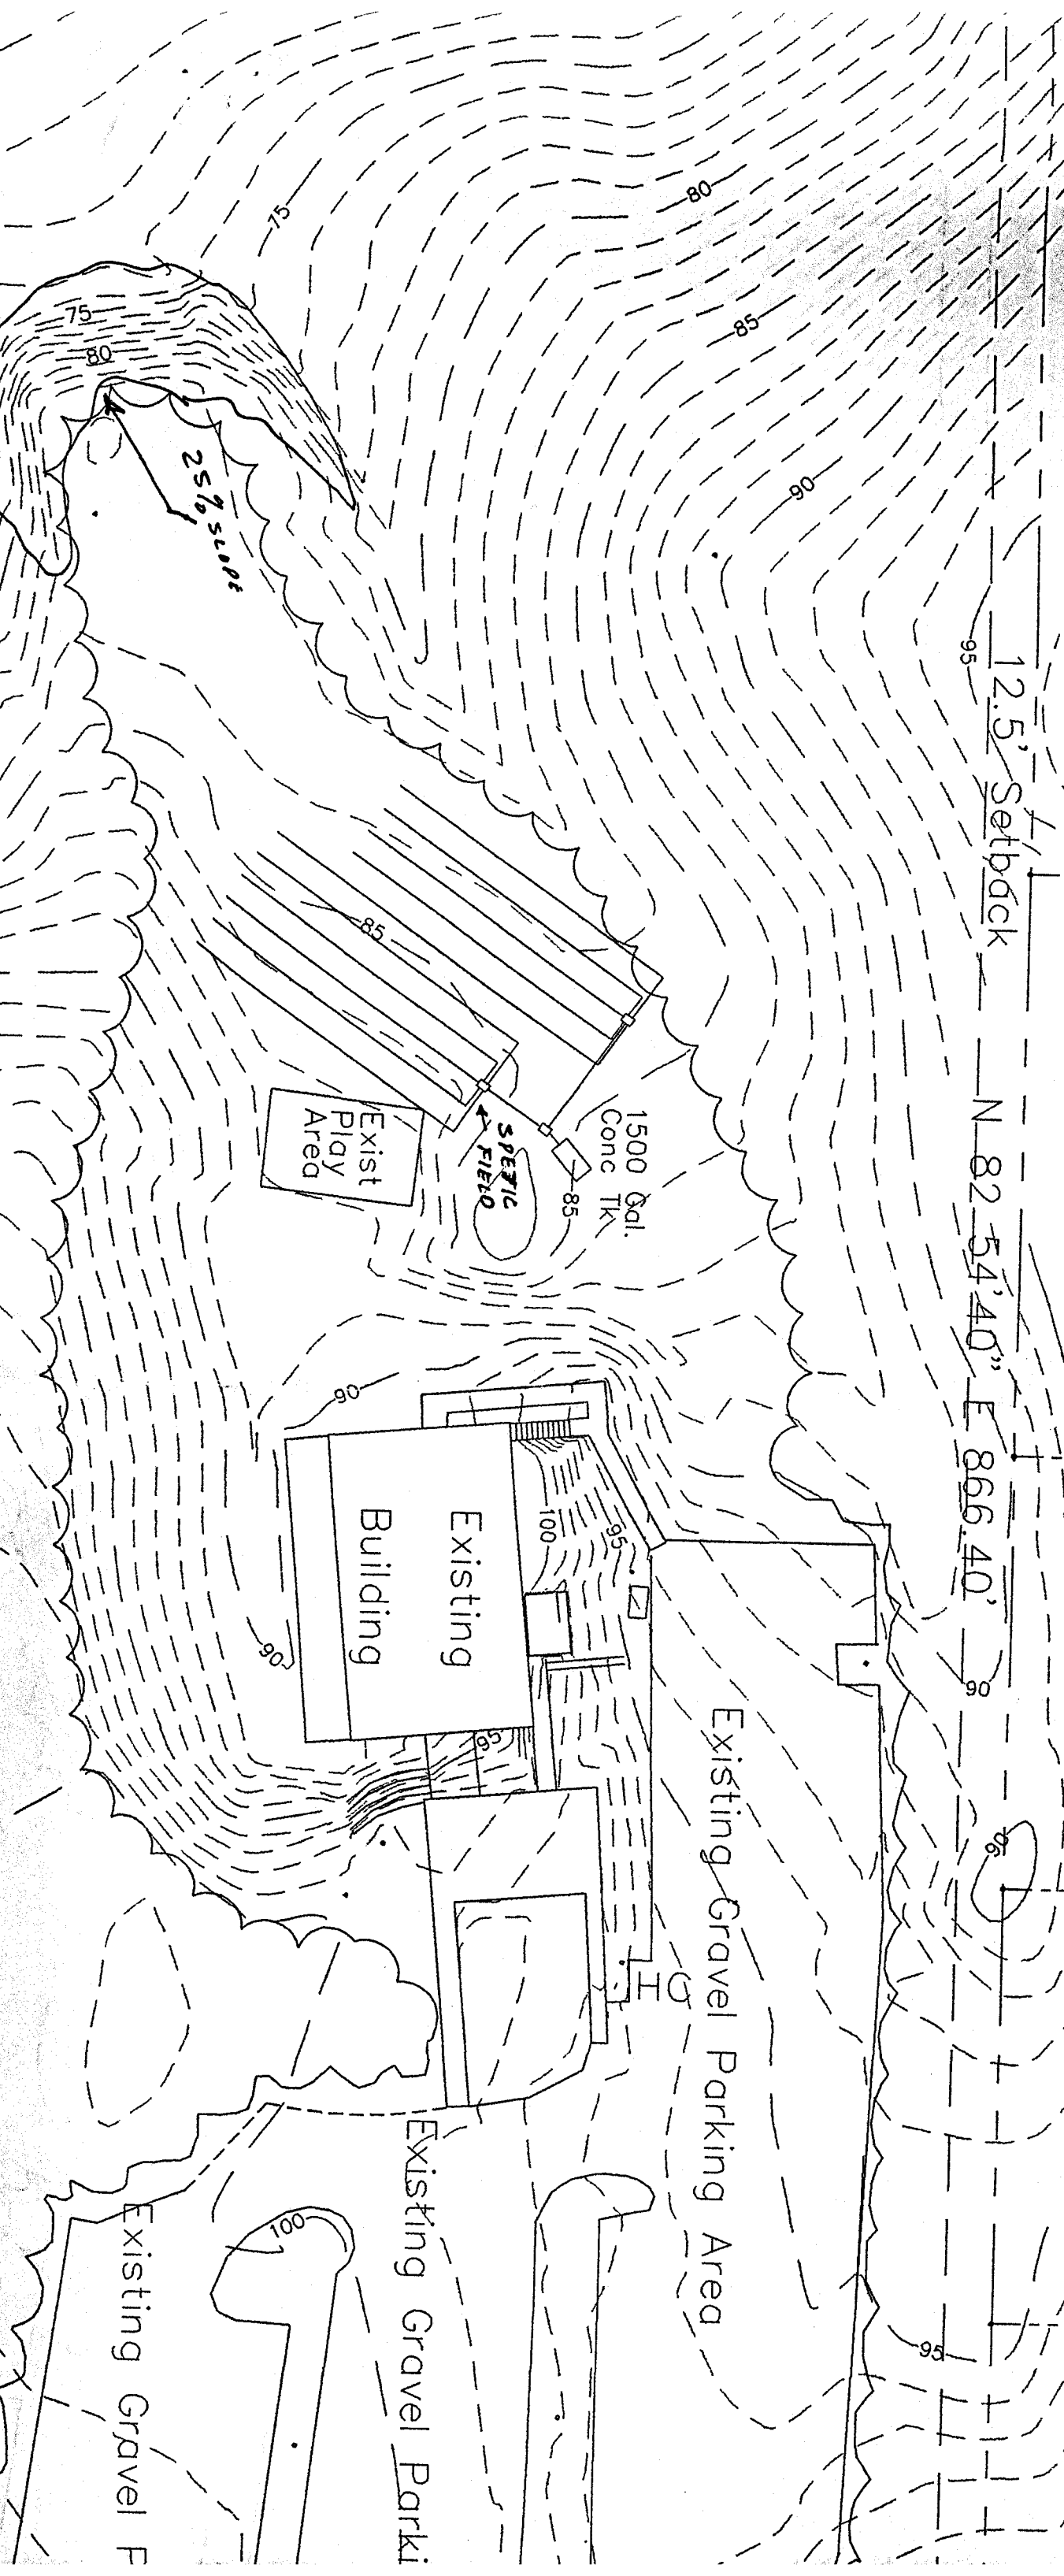 12.5' Setback
N 82 54'40" E 866.40'
95
90
90
95
80
85
90
75
75
80
25% SLOPE
85
1500 Gal.
Conc Tk
85
SPETIC
FIELD
Exist
Play
Area
90
Existing
Building
100
95
90
95
HC
Existing Gravel Parking Area
Existing Gravel Parki
100
Existing Gravel P